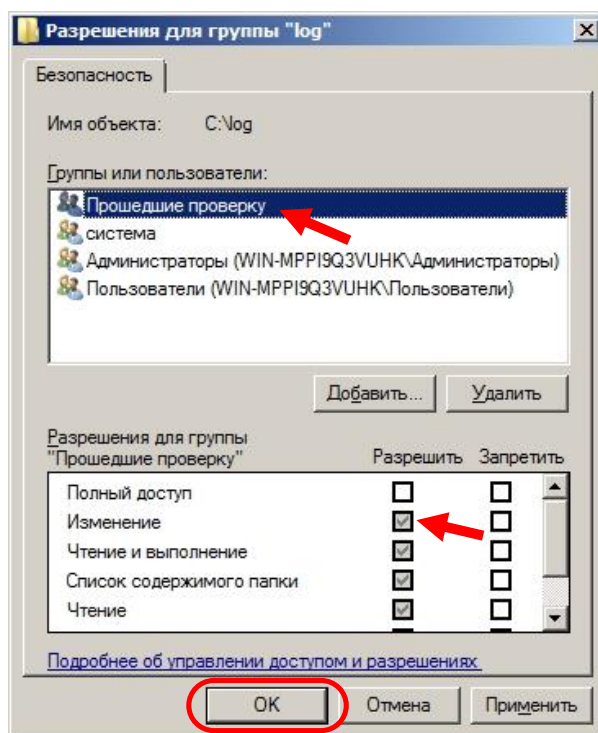 Разрешения для группы "log"
Безопасность
Имя объекта: C:\log
Группы или пользователи:
Прошедшие проверку
система
Администраторы (WIN-MPPI9Q3VUHK\Администраторы)
Пользователи (WIN-MPPI9Q3VUHK\Пользователи)
Добавить... Удалить
Разрешения для группы
"Прошедшие проверку" Разрешить Запретить
Полный доступ
Изменение
Чтение и выполнение
Список содержимого папки
Чтение
Подробнее об управлении доступом и разрешениях
OK Отмена Применить